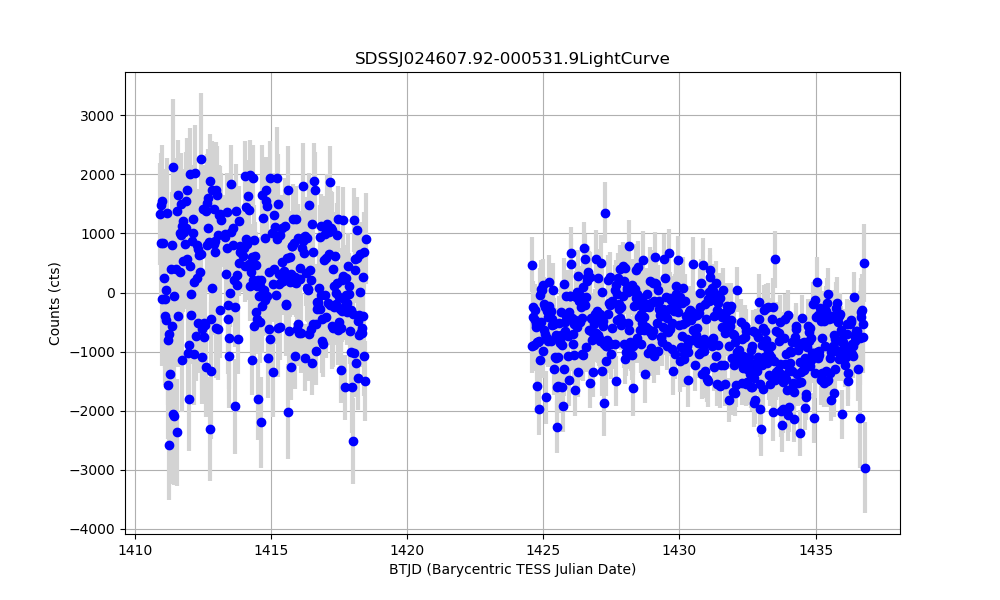 SDSSJ024607.92-000531.9LightCurve
3000
2000
1000
0
−1000
−2000
−3000
−4000
Counts (cts)
1410 1415 1420 1425 1430 1435
BTJD (Barycentric TESS Julian Date)